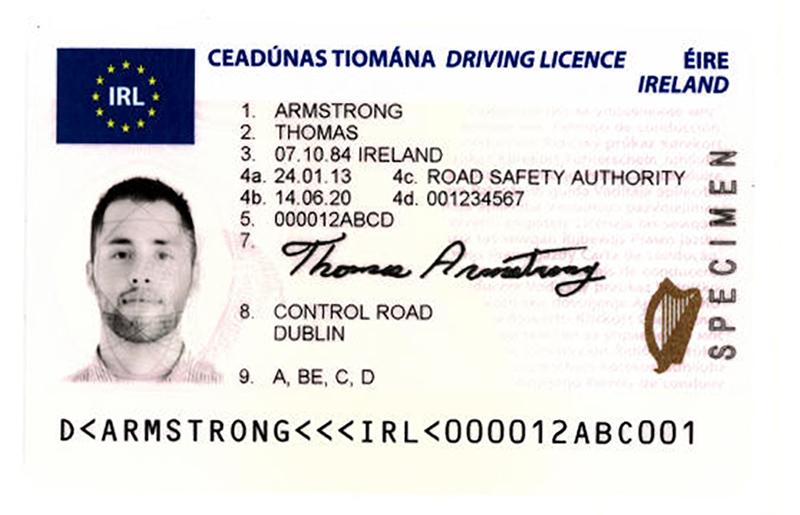 CEADÚNAS TIOMÁNA DRIVING LICENCE
ÉIRE
IRELAND
IRL
1. ARMSTRONG
2. THOMAS
3. 07.10.84 IRELAND
4a. 24.01.13 4c. ROAD SAFETY AUTHORITY
4b. 14.06.20 4d. 001234567
5. 000012ABCD
7. Thomas Armstrong
8. CONTROL ROAD
DUBLIN
9. A, BE, C, D
SPECIMEN
D<ARMSTRONG<<<IRL<000012ABC001